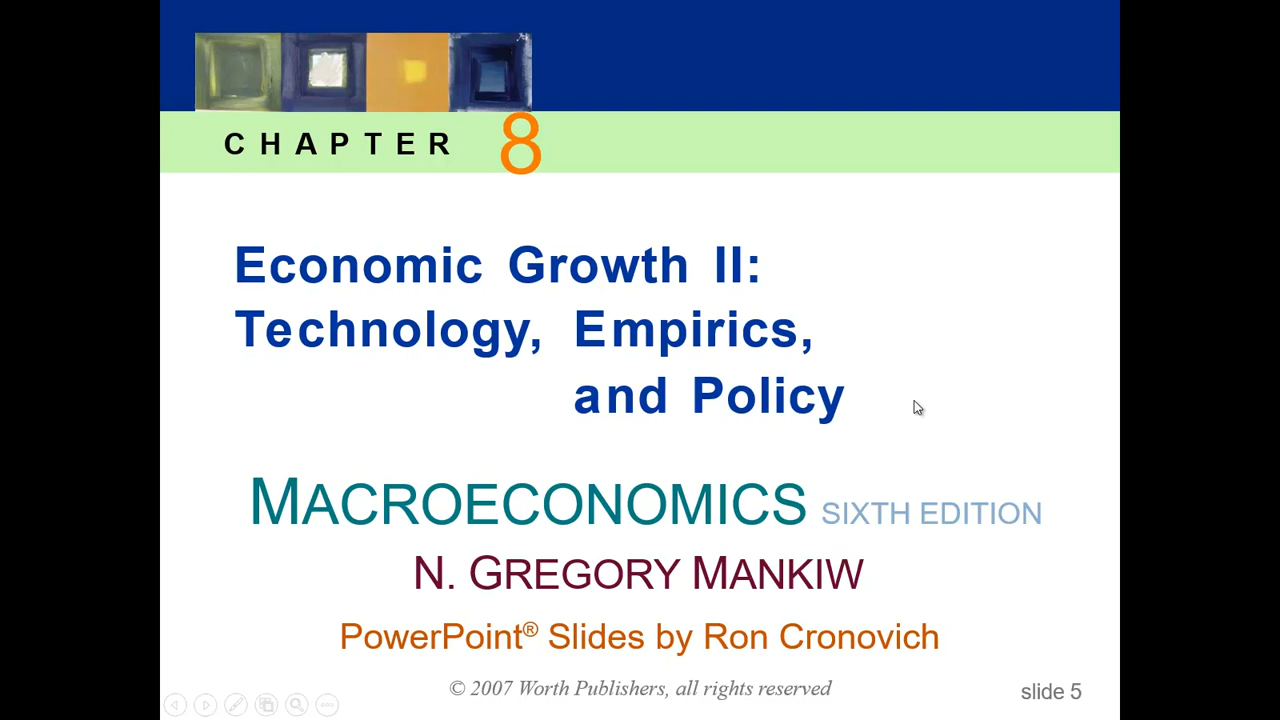 CHAPTER 8
Economic Growth II:
Technology, Empirics,
and Policy
MACROECONOMICS SIXTH EDITION
N. GREGORY MANKIW
PowerPoint® Slides by Ron Cronovich
© 2007 Worth Publishers, all rights reserved
slide 5